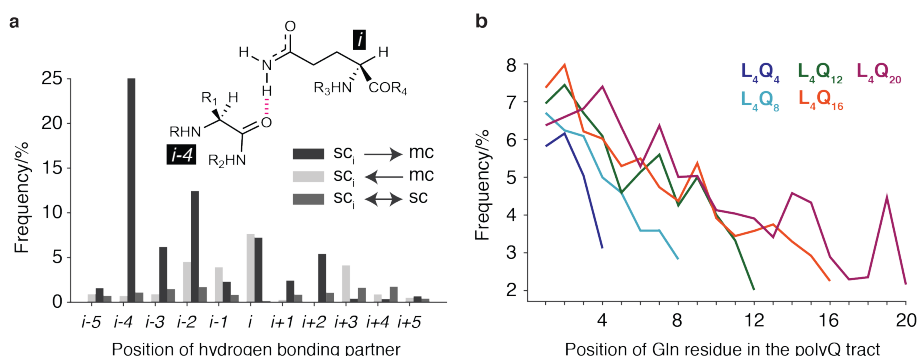 a
b
O
H
N
H
i
H
R3HN
COR4
R1
H
RHN
O
i-4
R2HN
sci → mc
sci ← mc
sci ↔ sc
Frequency/%
25
20
15
10
5
0
i-5 i-4 i-3 i-2 i-1 i i+1 i+2 i+3 i+4 i+5
Position of hydrogen bonding partner
L4Q4 L4Q12 L4Q20
L4Q8 L4Q16
Frequency/%
8
7
6
5
4
3
2
4 8 12 16 20
Position of Gln residue in the polyQ tract